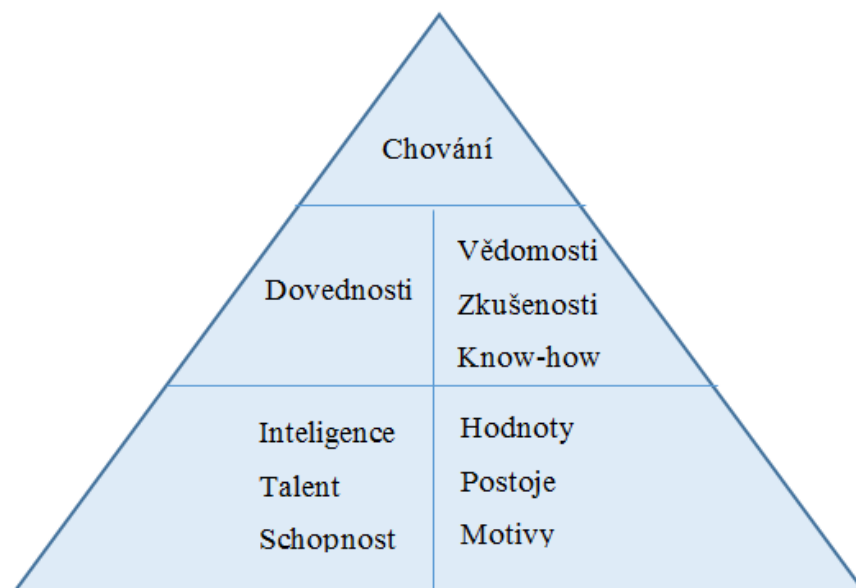 Chování
Dovednosti
Vědomosti
Zkušenosti
Know-how
Inteligence
Talent
Schopnost
Hodnoty
Postoje
Motivy